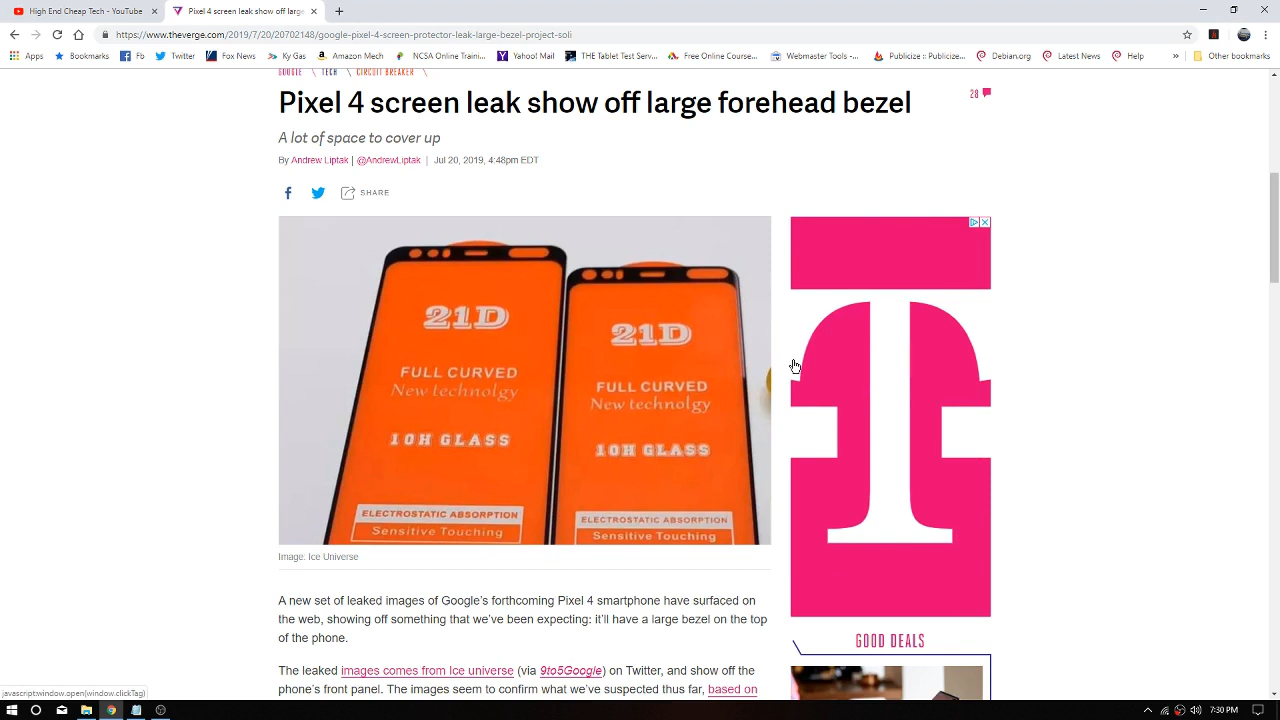 High End Cheap Tech - YouTube
Pixel 4 screen leak show off large
https://www.theverge.com/2019/7/20/20702148/google-pixel-4-screen-protector-leak-large-bezel-project-soli
Apps
Bookmarks
Fb
Twitter
Fox News
Ky Gas
Amazon Mech
NCSA Online Traini...
Yahoo! Mail
THE Tablet Test Serv...
Free Online Course...
Webmaster Tools -...
Publicize :: Publicize...
Debian.org
Latest News
Help
»
Other bookmarks
GOOGLE \ TECH \ CIRCUIT BREAKER \
Pixel 4 screen leak show off large forehead bezel
28
A lot of space to cover up
By Andrew Liptak | @AndrewLiptak | Jul 20, 2019, 4:48pm EDT
SHARE
21D
FULL CURVED
New technolgy
10H GLASS
ELECTROSTATIC ABSORPTION
Sensitive Touching
21D
FULL CURVED
New technolgy
10H GLASS
ELECTROSTATIC ABSORPTION
Sensitive Touching
Image: Ice Universe
A new set of leaked images of Google's forthcoming Pixel 4 smartphone have surfaced on
the web, showing off something that we've been expecting: it'll have a large bezel on the top
of the phone.
The leaked images comes from Ice universe (via 9to5Google) on Twitter, and show off the
phone's front panel. The images seem to confirm what we've suspected thus far, based on
GOOD DEALS
javascript:window.open(window.clickTag)
7:30 PM